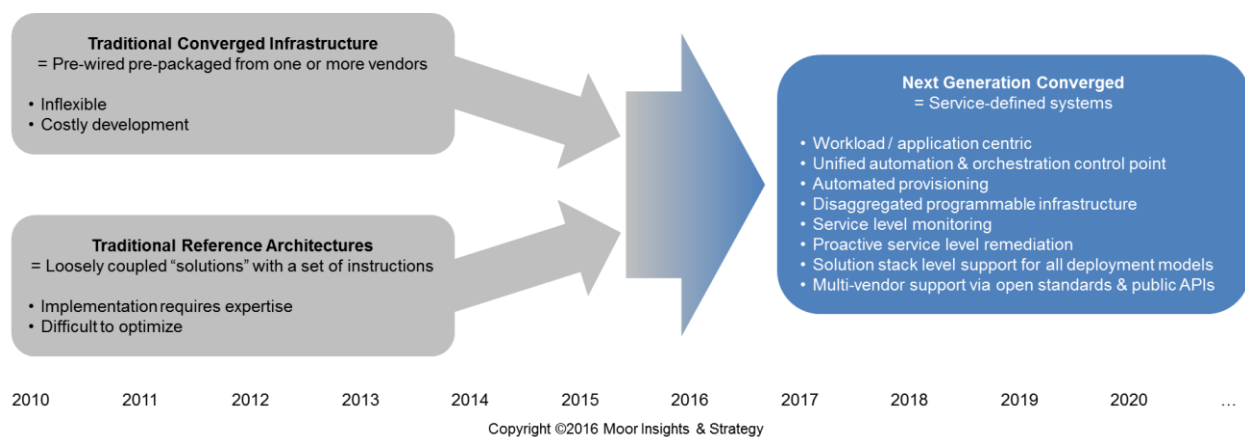 Traditional Converged Infrastructure
= Pre-wired pre-packaged from one or more vendors
• Inflexible
• Costly development
Traditional Reference Architectures
= Loosely coupled “solutions” with a set of instructions
• Implementation requires expertise
• Difficult to optimize
Next Generation Converged
= Service-defined systems
• Workload / application centric
• Unified automation & orchestration control point
• Automated provisioning
• Disaggregated programmable infrastructure
• Service level monitoring
• Proactive service level remediation
• Solution stack level support for all deployment models
• Multi-vendor support via open standards & public APIs
2010 2011 2012 2013 2014 2015 2016 2017 2018 2019 2020 ...
Copyright ©2016 Moor Insights & Strategy